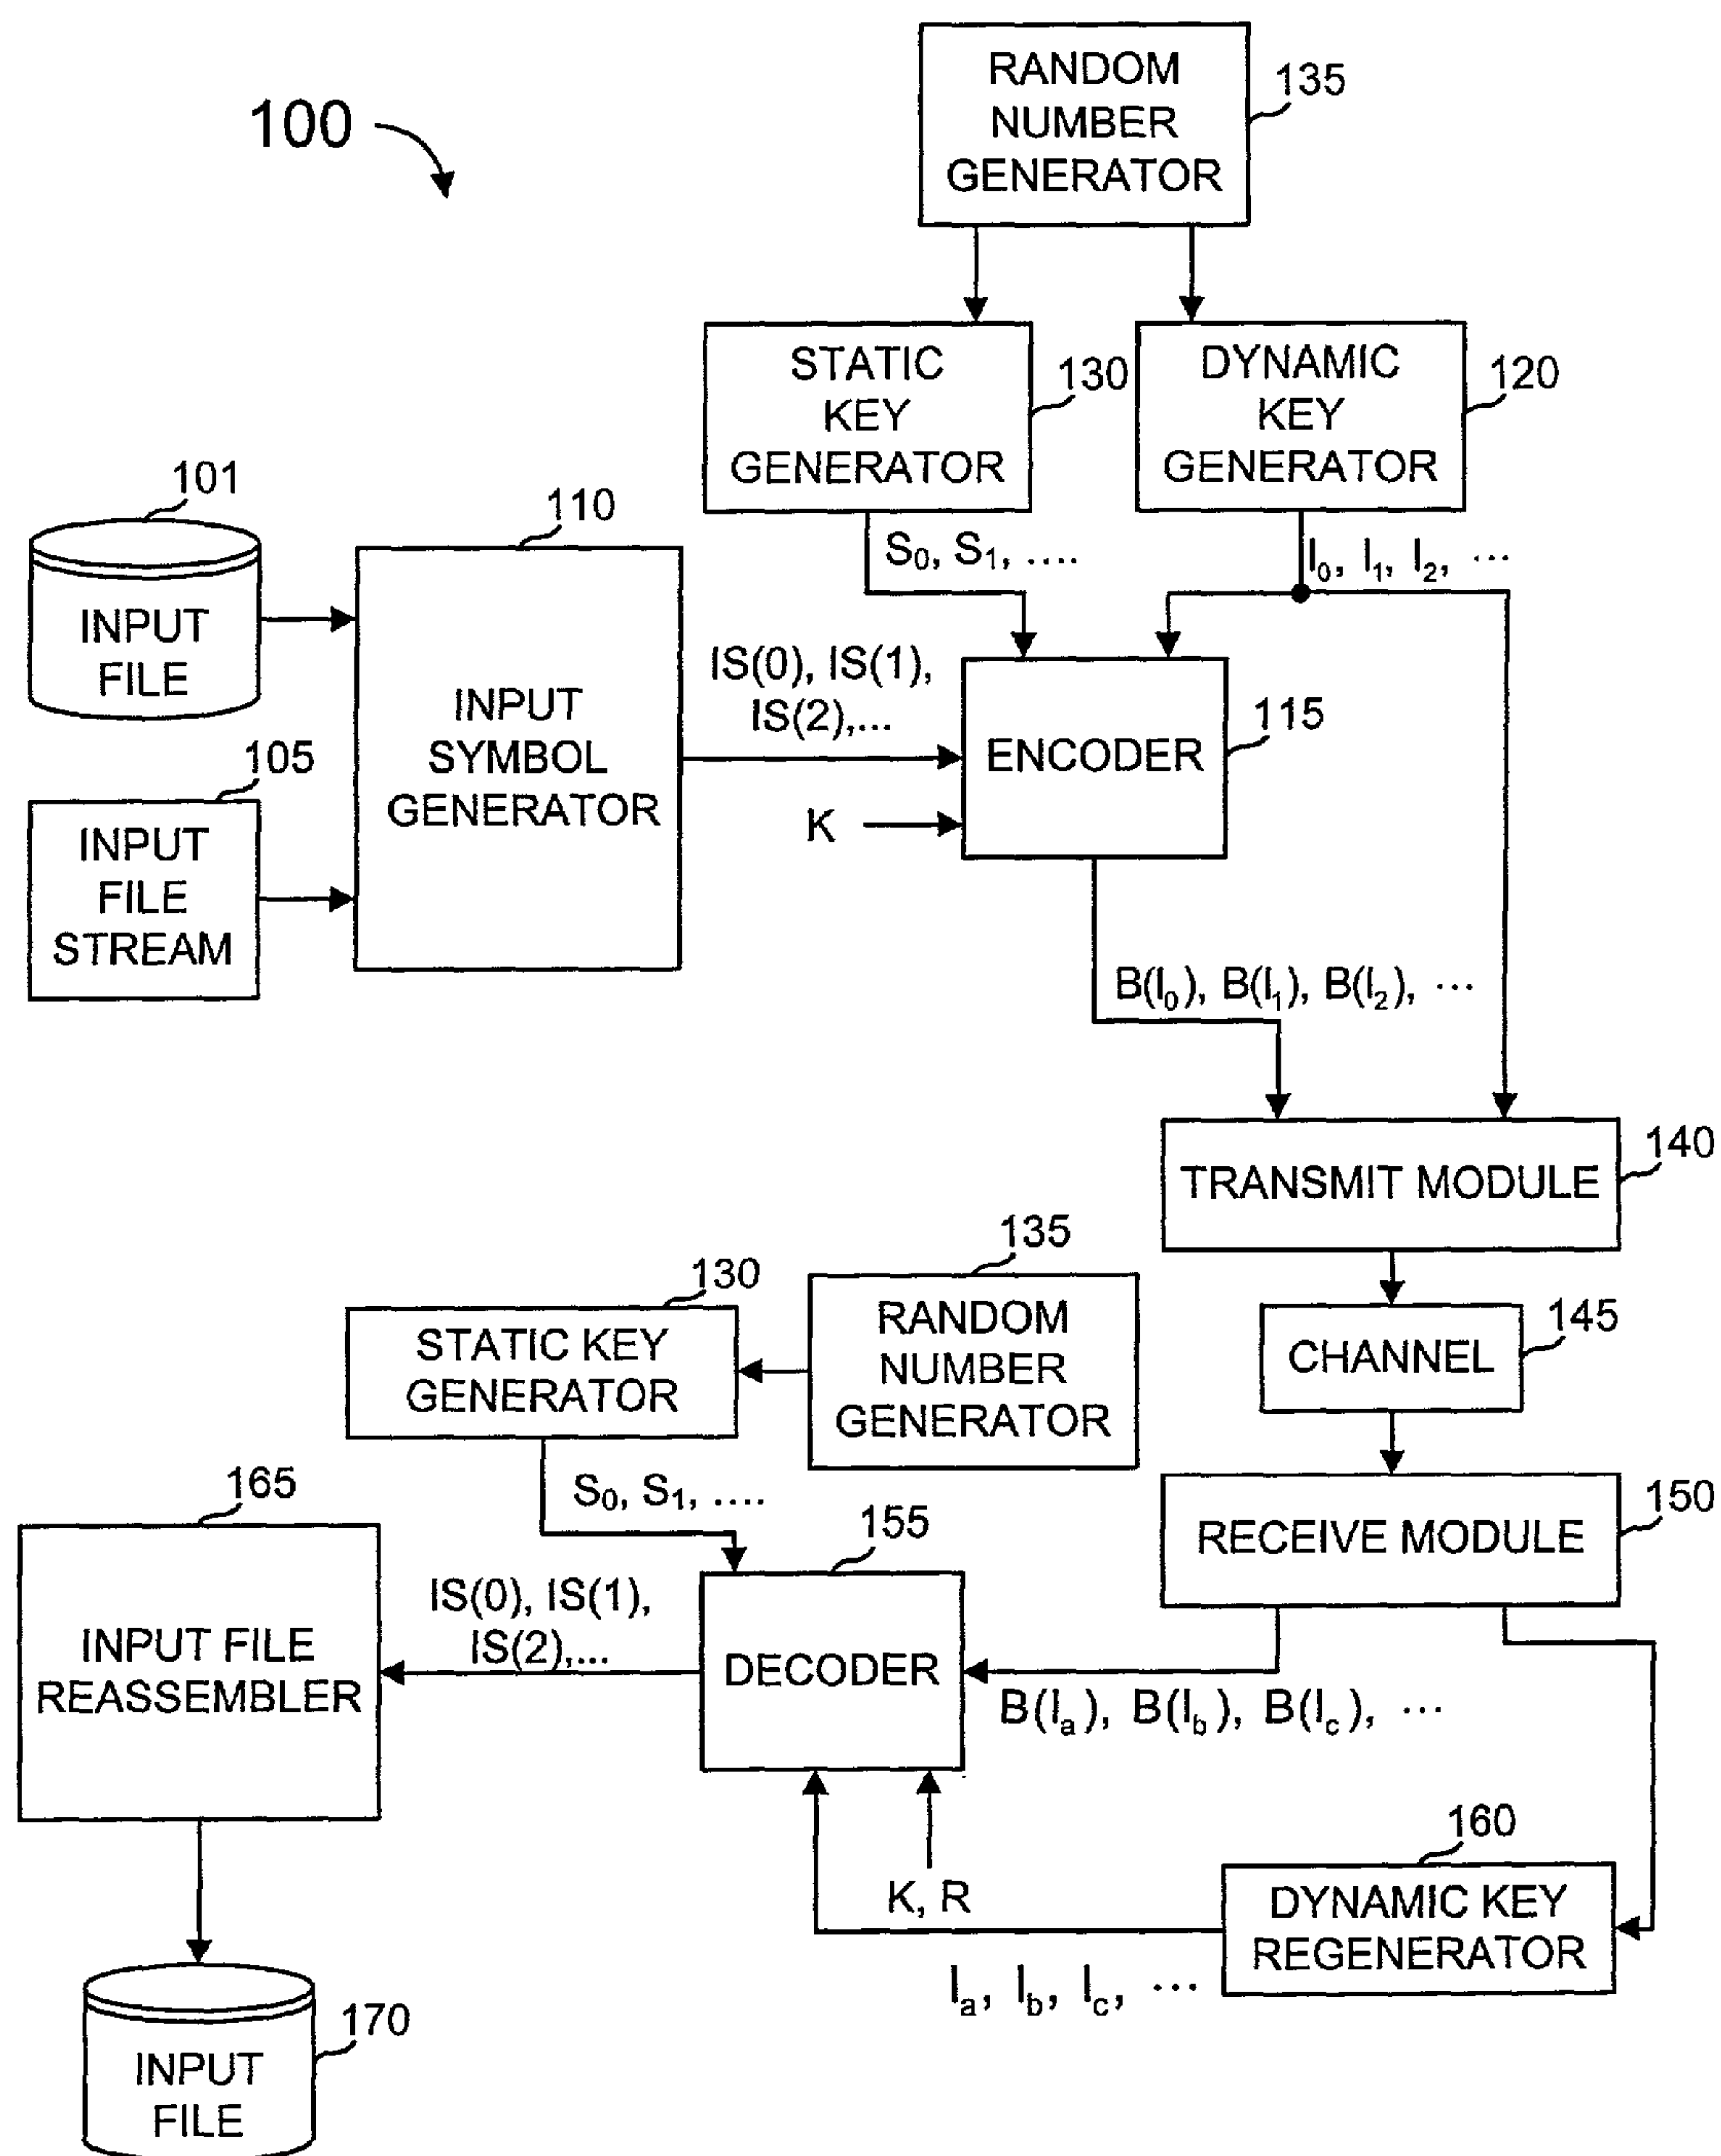 100
RANDOM
NUMBER
GENERATOR
135
STATIC
KEY
GENERATOR
130
DYNAMIC
KEY
GENERATOR
120
S₀, S₁, ....
I₀, I₁, I₂, ...
101
INPUT
FILE
105
INPUT
FILE
STREAM
110
INPUT
SYMBOL
GENERATOR
IS(0), IS(1),
IS(2),...
K
ENCODER
115
B(I₀), B(I₁), B(I₂), ...
TRANSMIT MODULE
140
CHANNEL
145
RECEIVE MODULE
150
135
RANDOM
NUMBER
GENERATOR
130
STATIC KEY
GENERATOR
S₀, S₁, ....
155
DECODER
B(Iₐ), B(I_b), B(I_c), ...
165
INPUT FILE
REASSEMBLER
IS(0), IS(1),
IS(2),...
K, R
160
DYNAMIC KEY
REGENERATOR
Iₐ, I_b, I_c, ...
170
INPUT
FILE